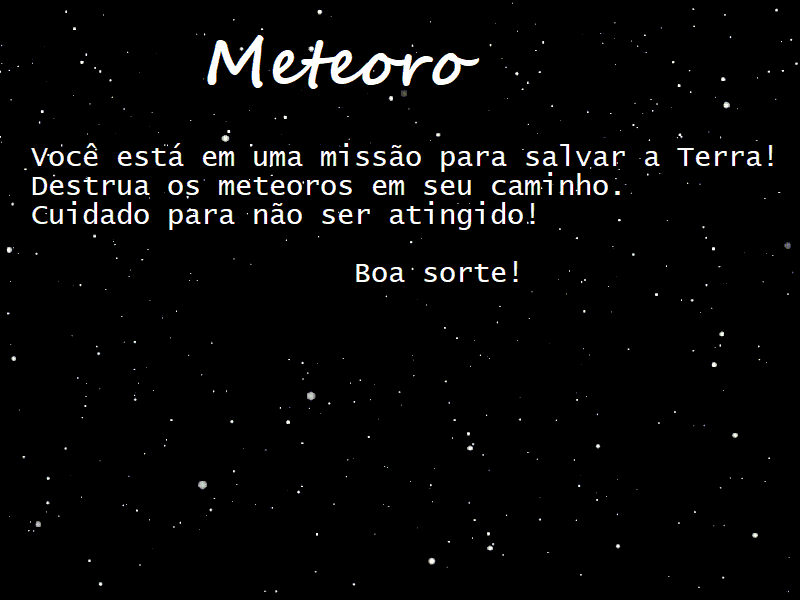 Meteoro
Você está em uma missão para salvar a Terra!
Destrua os meteoros em seu caminho.
Cuidado para não ser atingido!
Boa sorte!